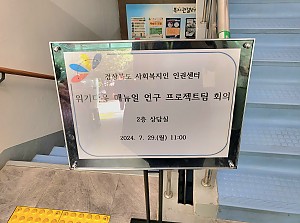 경상북도 사회복지인 인권센터
위기대응 매뉴얼 연구 프로젝트팀 회의
2층 상담실
2024. 7. 29.(월) 11:00